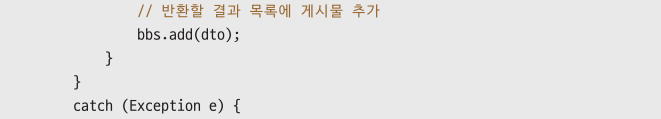 // 반환할 결과 목록에 게시물 추가
bbs.add(dto);
}
}
catch (Exception e) {